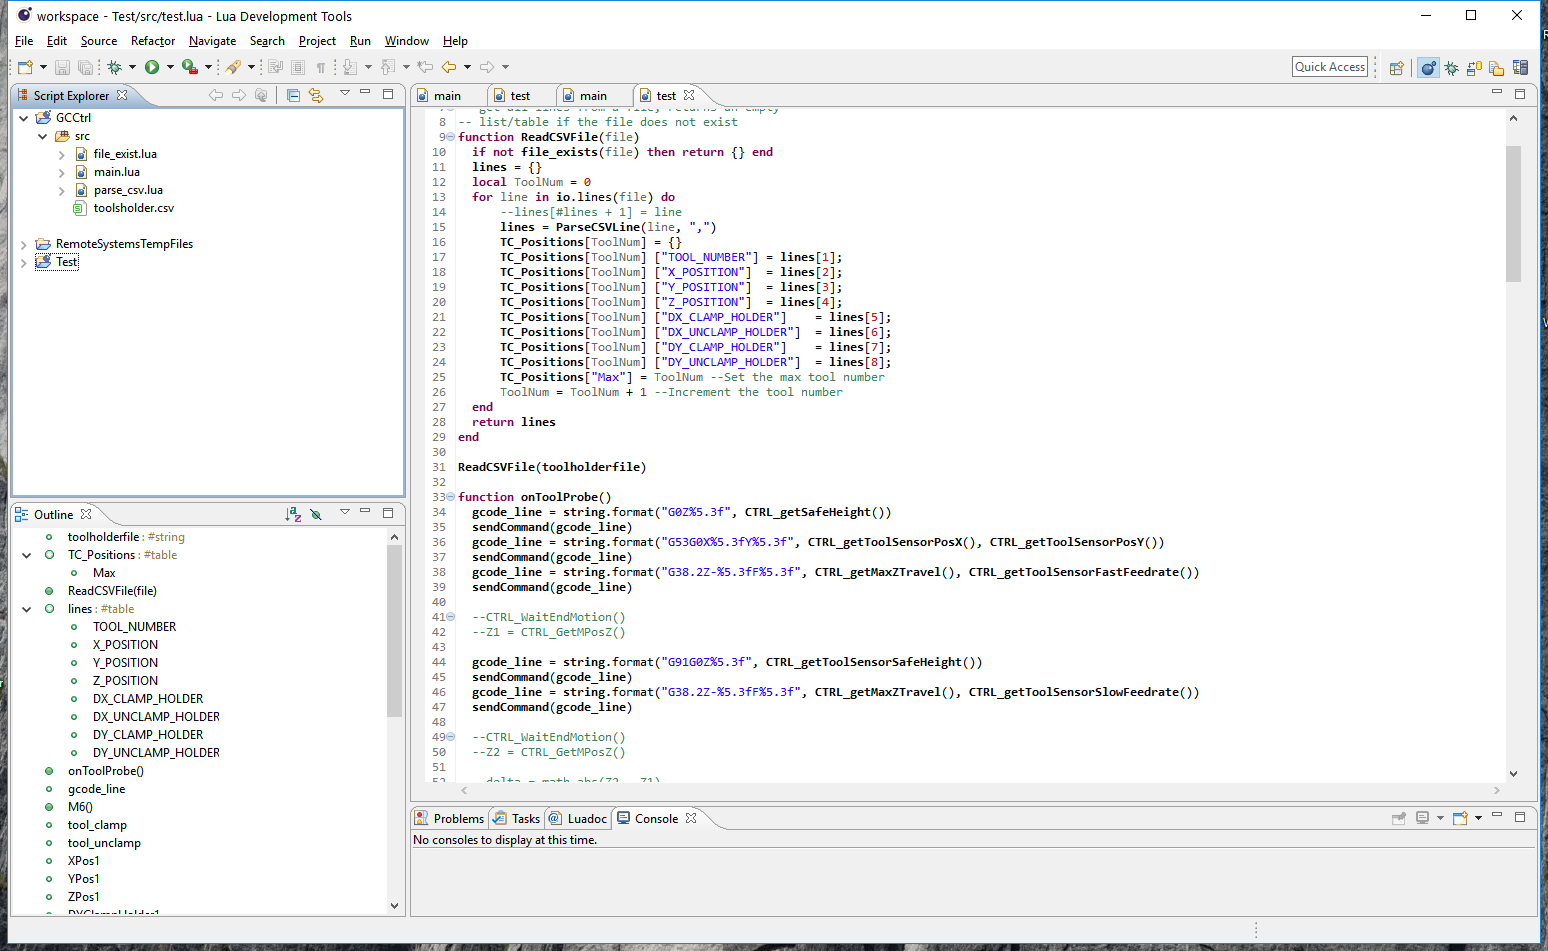 workspace - Test/src/test.lua - Lua Development Tools
File Edit Source Refactor Navigate Search Project Run Window Help
Quick Access
Script Explorer
GCCtrl
src
file_exist.lua
main.lua
parse_csv.lua
toolsholder.csv
RemoteSystemsTempFiles
Test
Outline
toolholderfile : #string
TC_Positions : #table
Max
ReadCSVFile(file)
lines : #table
TOOL_NUMBER
X_POSITION
Y_POSITION
Z_POSITION
DX_CLAMP_HOLDER
DX_UNCLAMP_HOLDER
DY_CLAMP_HOLDER
DY_UNCLAMP_HOLDER
onToolProbe()
gcode_line
M6()
tool_clamp
tool_unclamp
XPos1
YPos1
ZPos1
main test main test
8 -- list/table if the file does not exist
9 function ReadCSVFile(file)
10 if not file_exists(file) then return {} end
11 lines = {}
12 local ToolNum = 0
13 for line in io.lines(file) do
14 --lines[#lines + 1] = line
15 lines = ParseCSVLine(line, ",")
16 TC_Positions[ToolNum] = {}
17 TC_Positions[ToolNum] ["TOOL_NUMBER"] = lines[1];
18 TC_Positions[ToolNum] ["X_POSITION"] = lines[2];
19 TC_Positions[ToolNum] ["Y_POSITION"] = lines[3];
20 TC_Positions[ToolNum] ["Z_POSITION"] = lines[4];
21 TC_Positions[ToolNum] ["DX_CLAMP_HOLDER"] = lines[5];
22 TC_Positions[ToolNum] ["DX_UNCLAMP_HOLDER"] = lines[6];
23 TC_Positions[ToolNum] ["DY_CLAMP_HOLDER"] = lines[7];
24 TC_Positions[ToolNum] ["DY_UNCLAMP_HOLDER"] = lines[8];
25 TC_Positions["Max"] = ToolNum --Set the max tool number
26 ToolNum = ToolNum + 1 --Increment the tool number
27 end
28 return lines
29 end
30
31 ReadCSVFile(toolholderfile)
32
33 function onToolProbe()
34 gcode_line = string.format("G0Z%5.3f", CTRL_getSafeHeight())
35 sendCommand(gcode_line)
36 gcode_line = string.format("G53G0X%5.3fY%5.3f", CTRL_getToolSensorPosX(), CTRL_getToolSensorPosY())
37 sendCommand(gcode_line)
38 gcode_line = string.format("G38.2Z-%5.3fF%5.3f", CTRL_getMaxZTravel(), CTRL_getToolSensorFastFeedrate())
39 sendCommand(gcode_line)
40
41 --CTRL_WaitEndMotion()
42 --Z1 = CTRL_GetMPosZ()
43
44 gcode_line = string.format("G91G0Z%5.3f", CTRL_getToolSensorSafeHeight())
45 sendCommand(gcode_line)
46 gcode_line = string.format("G38.2Z-%5.3fF%5.3f", CTRL_getMaxZTravel(), CTRL_getToolSensorSlowFeedrate())
47 sendCommand(gcode_line)
48
49 --CTRL_WaitEndMotion()
50 --Z2 = CTRL_GetMPosZ()
51
Problems Tasks Luadoc Console
No consoles to display at this time.